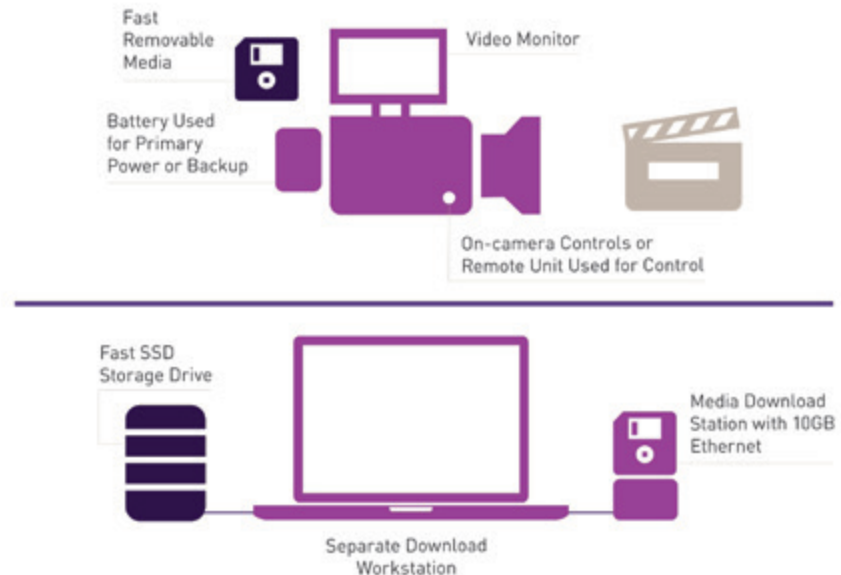 Fast
Removable
Media
Video Monitor
Battery Used
for Primary
Power or Backup
On-camera Controls or
Remote Unit Used for Control
Fast SSD
Storage Drive
Media Download
Station with 10GB
Ethernet
Separate Download
Workstation